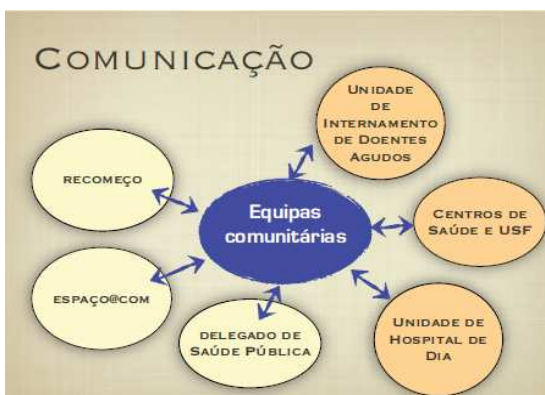 COMUNICAÇÃO
UNIDADE
DE
INTERNAMENTO
DE DOENTES
AGUDOS
RECOMEÇO
Equipas
comunitárias
CENTROS DE
SAÚDE E USF
ESPAÇO@COM
DELEGADO DE
SAÚDE PÚBLICA
UNIDADE DE
HOSPITAL DE
DIA